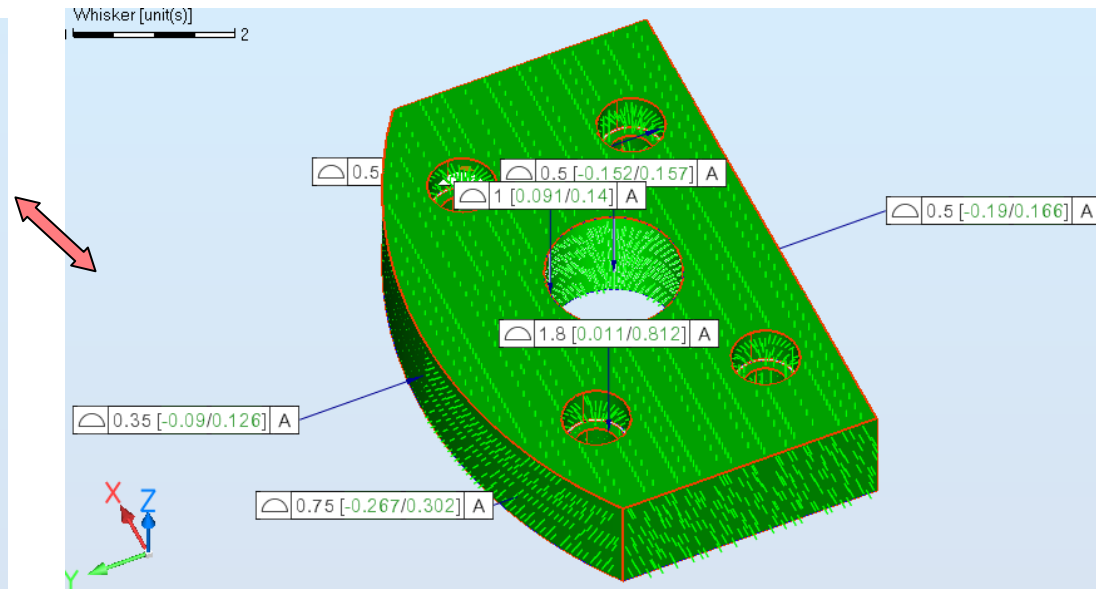 Whisker [unit(s)]
2
⌓ 0.5
⌓ 0.5 [-0.152/0.157] A
⌓ 1 [0.091/0.14] A
⌓ 0.5 [-0.19/0.166] A
⌓ 1.8 [0.011/0.812] A
⌓ 0.35 [-0.09/0.126] A
⌓ 0.75 [-0.267/0.302] A
X
Z
Y